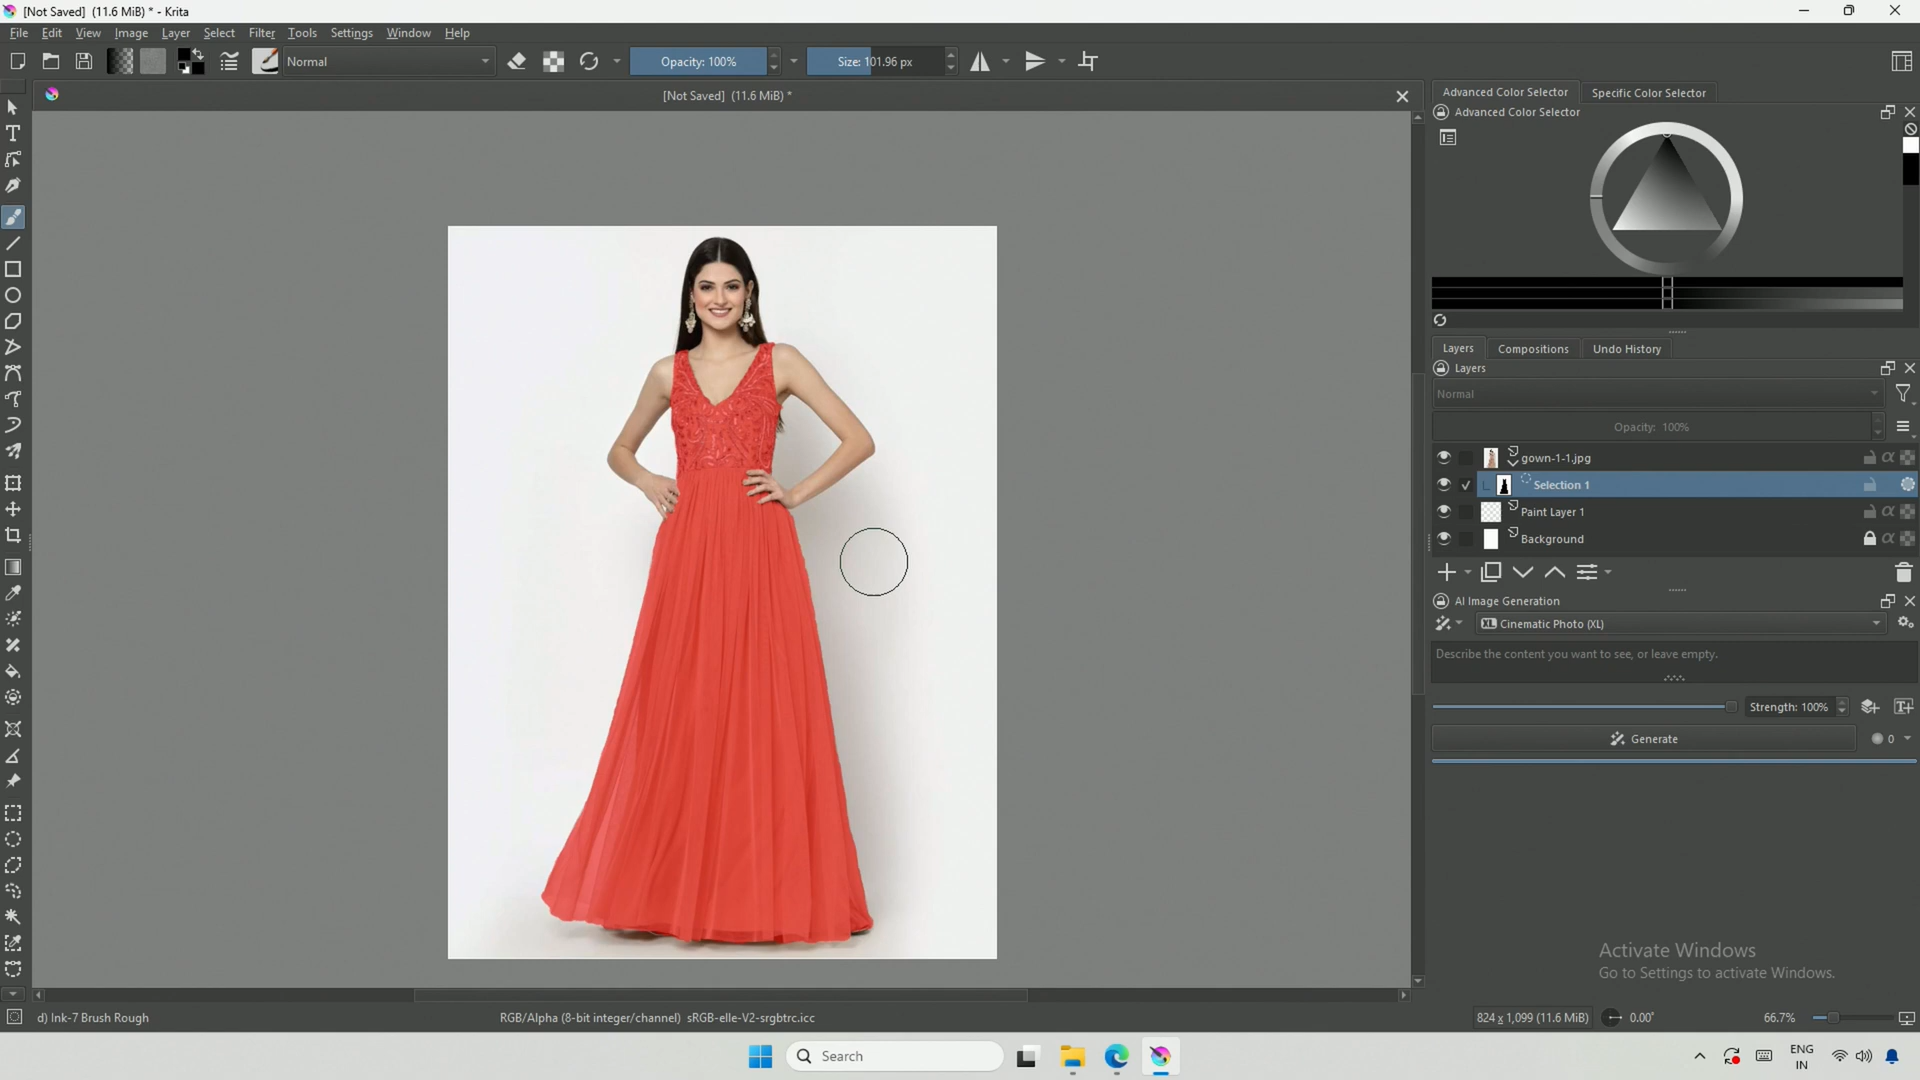 [Not Saved] (11.6 MiB) * - Krita
File Edit View Image Layer Select Filter Tools Settings Window Help
Normal Opacity: 100% Size: 101.96 px
[Not Saved] (11.6 MiB) *
Advanced Color Selector Specific Color Selector
Advanced Color Selector
Layers Compositions Undo History
Layers
Normal
Opacity: 100%
gown-1-1.jpg
Selection 1
Paint Layer 1
Background
AI Image Generation
XL Cinematic Photo (XL)
Describe the content you want to see, or leave empty.
Strength: 100%
Generate 0
Activate Windows
Go to Settings to activate Windows.
d) Ink-7 Brush Rough RGB/Alpha (8-bit integer/channel) sRGB-elle-V2-srgbtrc.icc 824 x 1,099 (11.6 MiB) 0.00° 66.7%
Search ENG
IN